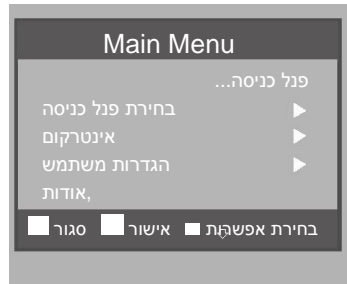 Main Menu
פנל כניסה...
בחירת פנל כניסה
אינטרקום
הגדרות משתמש
אודות,
בחירת אפשרות אישור סגור